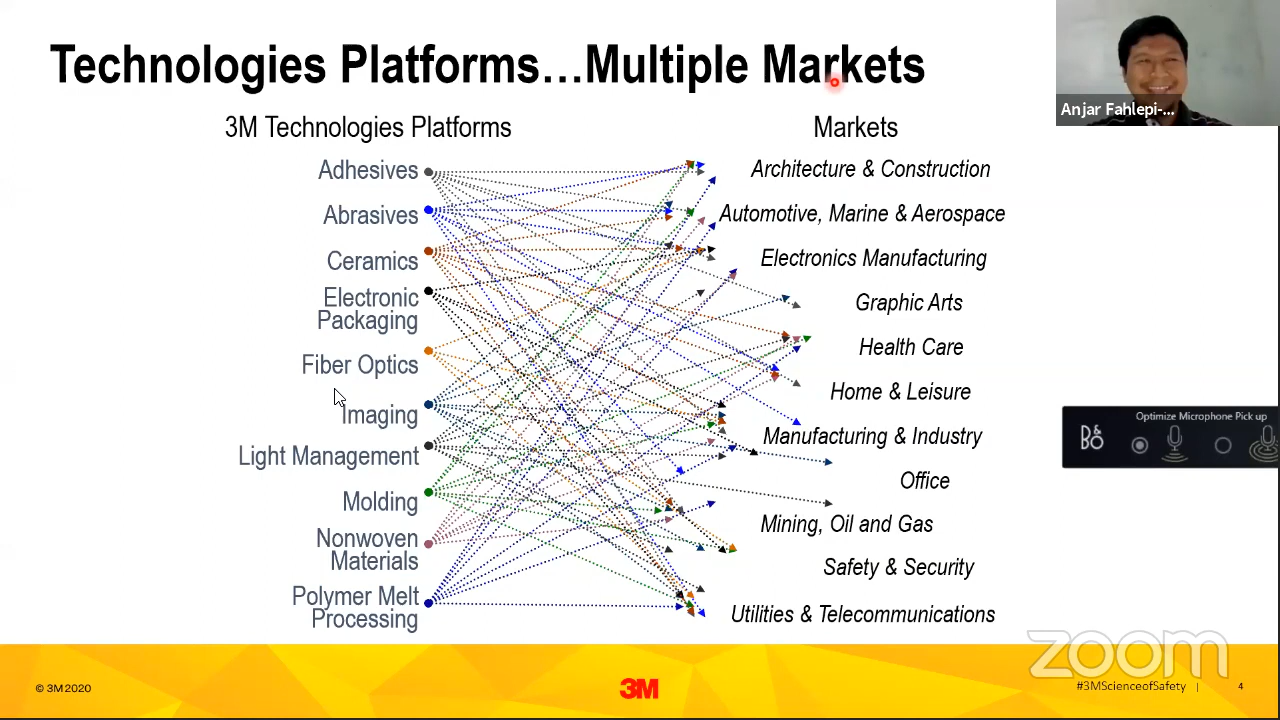 Technologies Platforms…Multiple Markets
Anjar Fahlepi-...
3M Technologies Platforms
Markets
Adhesives
Abrasives
Ceramics
Electronic
Packaging
Fiber Optics
Imaging
Light Management
Molding
Nonwoven
Materials
Polymer Melt
Processing
Architecture & Construction
Automotive, Marine & Aerospace
Electronics Manufacturing
Graphic Arts
Health Care
Home & Leisure
Manufacturing & Industry
Office
Mining, Oil and Gas
Safety & Security
Utilities & Telecommunications
Optimize Microphone Pick up
B&O
zoom
© 3M 2020
3M
#3MScienceofSafety |
4